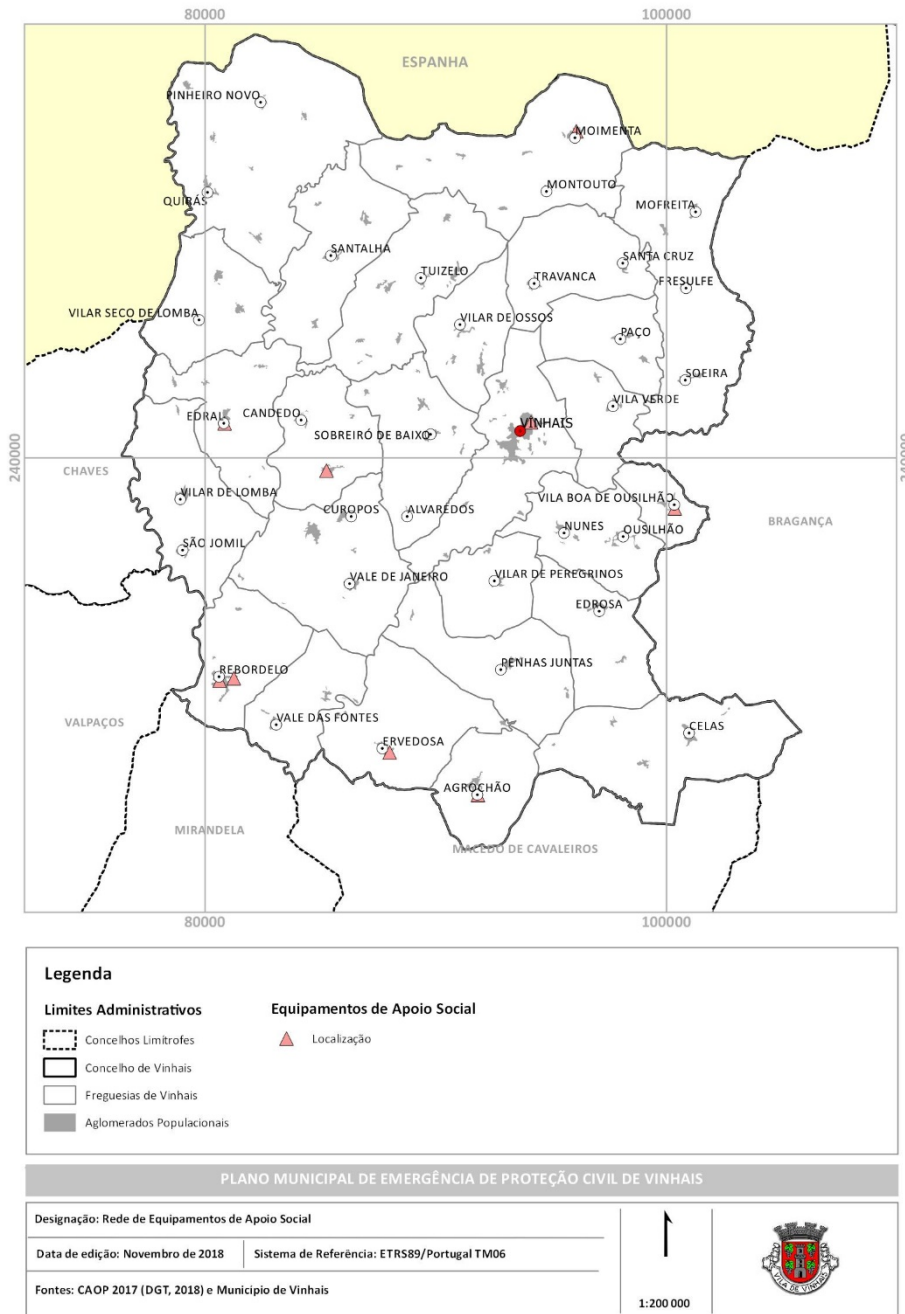 80000 100000
ESPANHA
PINHEIRO NOVO
MOIMENTA
MONTOUTO
QUIRÁS
MOFREITA
SANTALHA
SANTA CRUZ
TUIZELO
TRAVANCA
FRESULFE
VILAR SECO DE LOMBA
VILAR DE OSSOS
PAÇO
SOEIRA
VILA VERDE
EDRAL
CANDEDO
VINHAIS
SOBREIRÓ DE BAIXO
240000 240000
CHAVES
VILAR DE LOMBA
VILA BOA DE OUSILHÃO
CUROPOS
ALVAREDOS
BRAGANÇA
NUNES
OUSILHÃO
SÃO JOMIL
VALE DE JANEIRO
VILAR DE PEREGRINOS
EDROSA
PENHAS JUNTAS
REBORDELO
VALPAÇOS
VALE DAS FONTES
CELAS
ERVEDOSA
AGROCHÃO
MIRANDELA
MACEDO DE CAVALEIROS
80000 100000
Legenda
Limites Administrativos
Concelhos Limítrofes
Concelho de Vinhais
Freguesias de Vinhais
Aglomerados Populacionais
Equipamentos de Apoio Social
Localização
PLANO MUNICIPAL DE EMERGÊNCIA DE PROTEÇÃO CIVIL DE VINHAIS
Designação: Rede de Equipamentos de Apoio Social
Data de edição: Novembro de 2018 Sistema de Referência: ETRS89/Portugal TM06
Fontes: CAOP 2017 (DGT, 2018) e Município de Vinhais
1:200 000
VILA DE VINHAIS